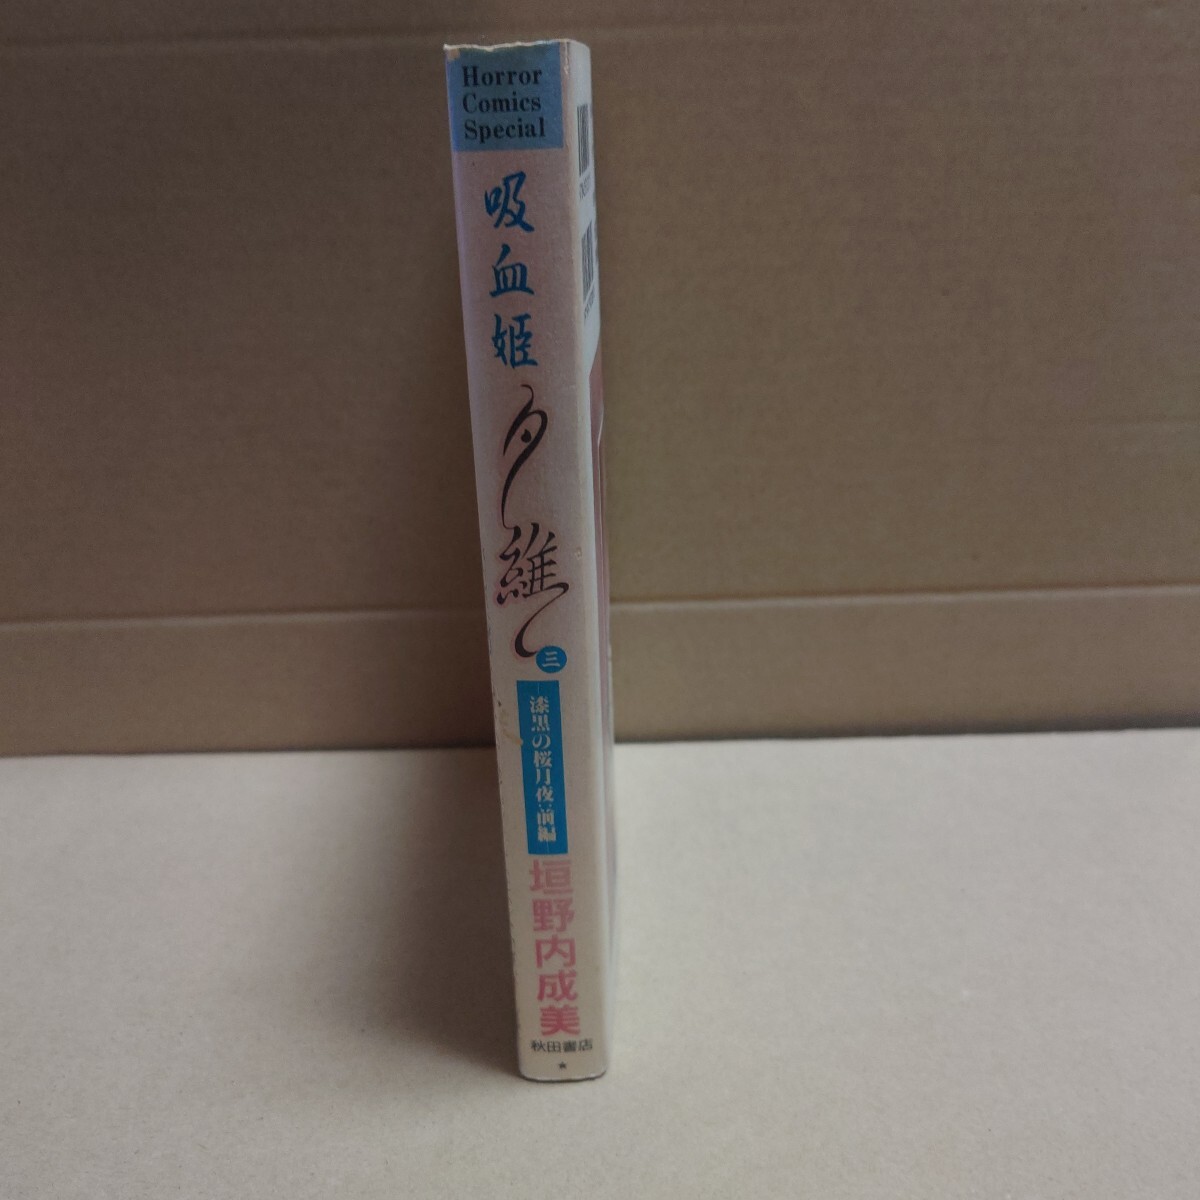 Horror
Comics
Special
吸血姫
夕維
三
漆黒の桜月夜:前編
垣野内成美
秋田書店
★